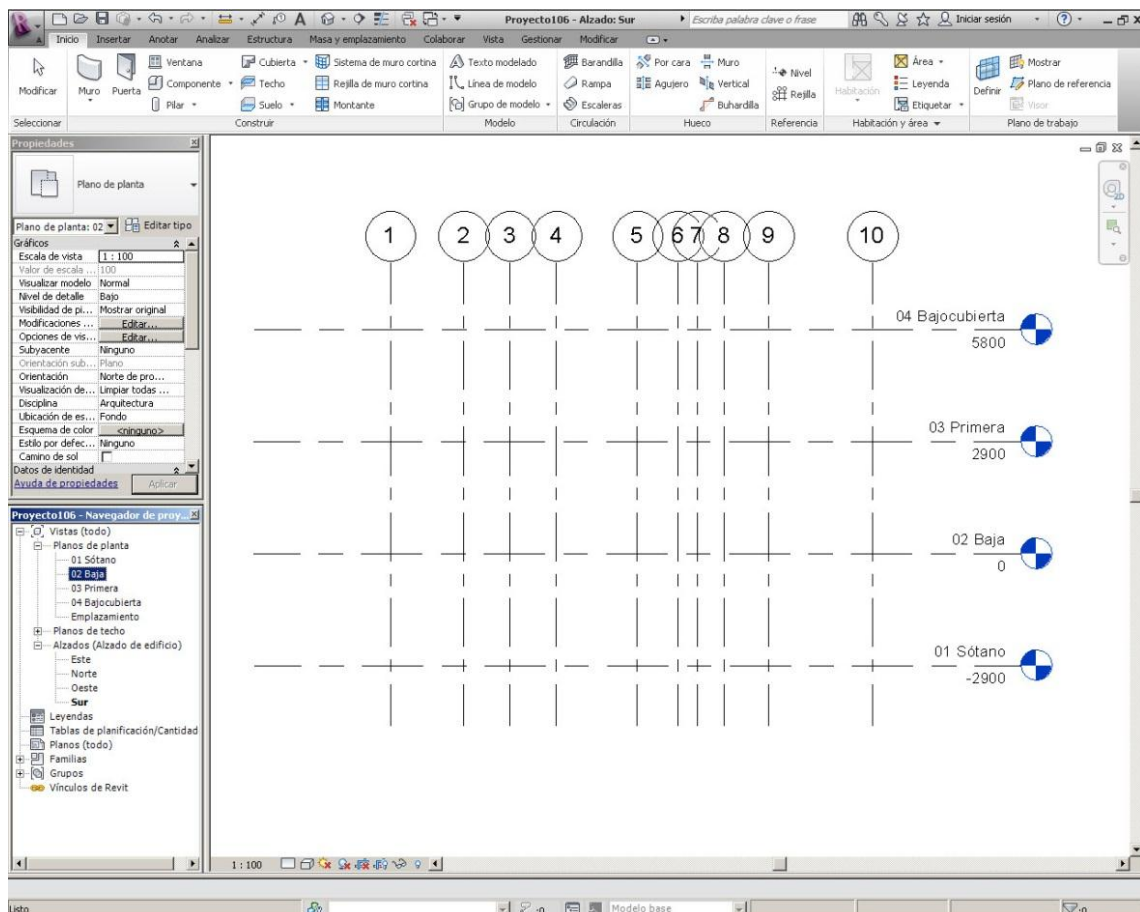 Proyecto106 - Alzado: Sur
Escriba palabra clave o frase
Iniciar sesión
Inicio Insertar Anotar Analizar Estructura Masa y emplazamiento Colaborar Vista Gestionar Modificar
Modificar
Muro
Puerta
Ventana
Componente
Pilar
Cubierta
Techo
Suelo
Sistema de muro cortina
Rejilla de muro cortina
Montante
Texto modelado
Línea de modelo
Grupo de modelo
Barandilla
Rampa
Escaleras
Por cara
Agujero
Muro
Vertical
Buhardilla
Nivel
Rejilla
Habitación
Área
Leyenda
Etiquetar
Definir
Mostrar
Plano de referencia
Visor
Seleccionar Construir Modelo Circulación Hueco Referencia Habitación y área Plano de trabajo
Propiedades
Plano de planta
Plano de planta: 02
Editar tipo
Gráficos
Escala de vista 1 : 100
Valor de escala ... 100
Visualizar modelo Normal
Nivel de detalle Bajo
Visibilidad de pi... Mostrar original
Modificaciones ... Editar...
Opciones de vis... Editar...
Subyacente Ninguno
Orientación sub... Plano
Orientación Norte de pro...
Visualización de... Limpiar todas ...
Disciplina Arquitectura
Ubicación de es... Fondo
Esquema de color <ninguno>
Estilo por defec... Ninguno
Camino de sol
Datos de identidad
Ayuda de propiedades Aplicar
Proyecto106 - Navegador de proy...
Vistas (todo)
Planos de planta
01 Sótano
02 Baja
03 Primera
04 Bajocubierta
Emplazamiento
Planos de techo
Alzados (Alzado de edificio)
Este
Norte
Oeste
Sur
Leyendas
Tablas de planificación/Cantidad
Planos (todo)
Familias
Grupos
Vínculos de Revit
1 2 3 4 5 6 7 8 9 10
04 Bajocubierta
5800
03 Primera
2900
02 Baja
0
01 Sótano
-2900
2D
1 : 100
Listo
:0
Modelo base
:0